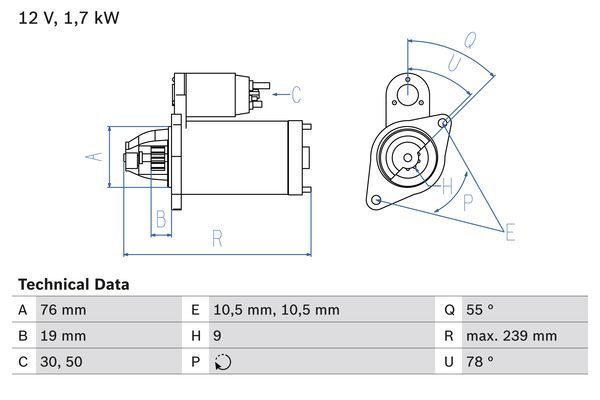 12 V, 1,7 kW
Q
U
C
A
H
B
P
R
E
Technical Data
A 76 mm E 10,5 mm, 10,5 mm Q 55 °
B 19 mm H 9 R max. 239 mm
C 30, 50 P U 78 °